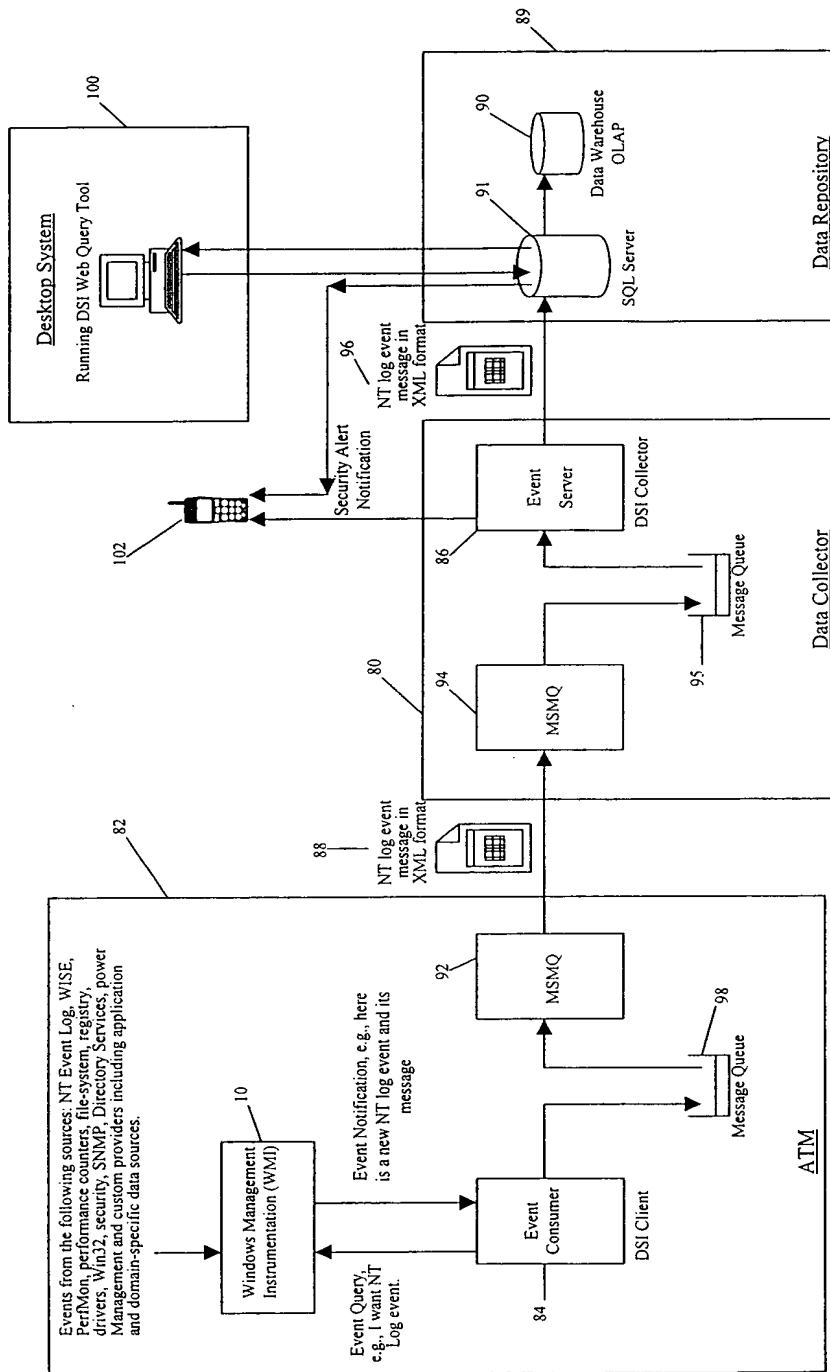 82
Events from the following sources: NT Event Log, WISE,
PerfMon, performance counters, file-system, registry,
drivers, Win32, security, SNMP, Directory Services, power
Management and custom providers including application
and domain-specific data sources.
10
Windows Management
Instrumentation (WMI)
Event Query,
e.g., I want NT
Log event.
Event Notification, e.g., here
is a new NT log event and its
message
Event
Consumer
DSI Client
84
92
MSMQ
98
Message Queue
ATM
88
NT log event
message in
XML format
80
94
MSMQ
95
Message Queue
86
Event
Server
DSI Collector
Data Collector
102
Security Alert
Notification
96
NT log event
message in
XML format
100
Desktop System
Running DSI Web Query Tool
89
91
SQL Server
90
Data Warehouse
OLAP
Data Repository